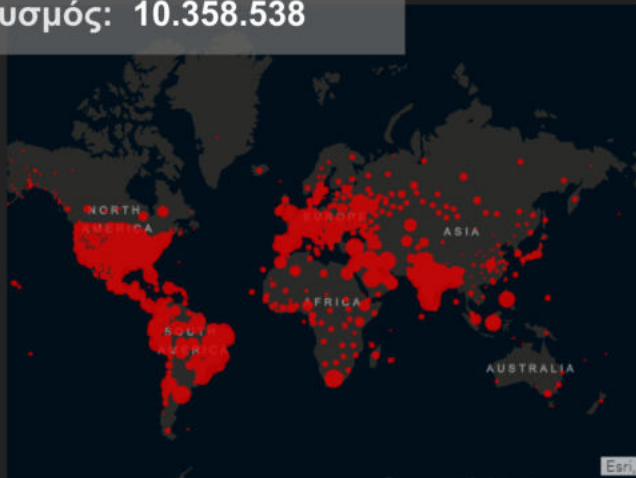 υσμός: 10.358.538
NORTH
AMERICA
EUROPE
ASIA
AFRICA
SOUTH
AMERICA
AUSTRALIA
Esri,